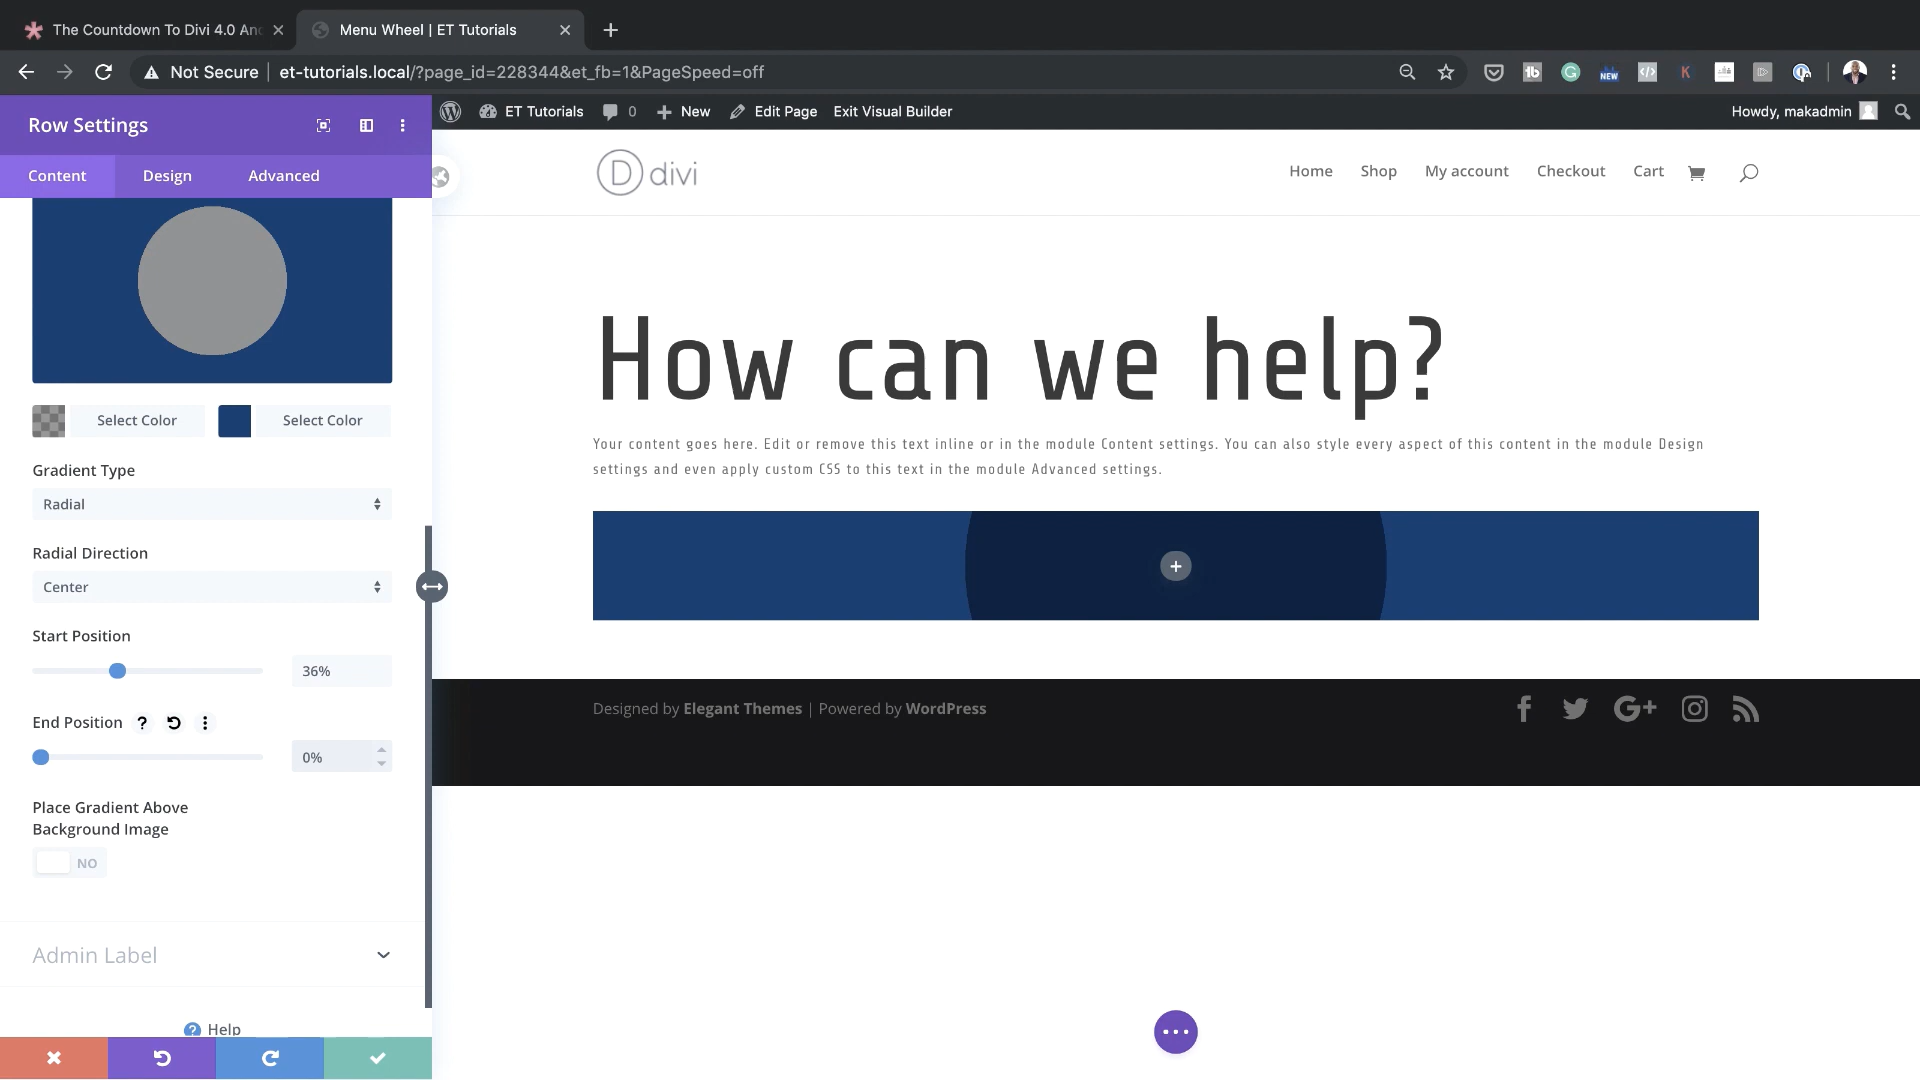 The Countdown To Divi 4.0 And
Menu Wheel | ET Tutorials
Not Secure | et-tutorials.local/?page_id=228344&et_fb=1&PageSpeed=off
NEW
K
Row Settings
ET Tutorials
0
New
Edit Page
Exit Visual Builder
Howdy, makadmin
Content
Design
Advanced
D divi
Home
Shop
My account
Checkout
Cart
How can we help?
Your content goes here. Edit or remove this text inline or in the module Content settings. You can also style every aspect of this content in the module Design
settings and even apply custom CSS to this text in the module Advanced settings.
Select Color
Select Color
Gradient Type
Radial
Radial Direction
Center
Start Position
36%
End Position
0%
Place Gradient Above
Background Image
NO
Designed by Elegant Themes | Powered by WordPress
Admin Label
Help